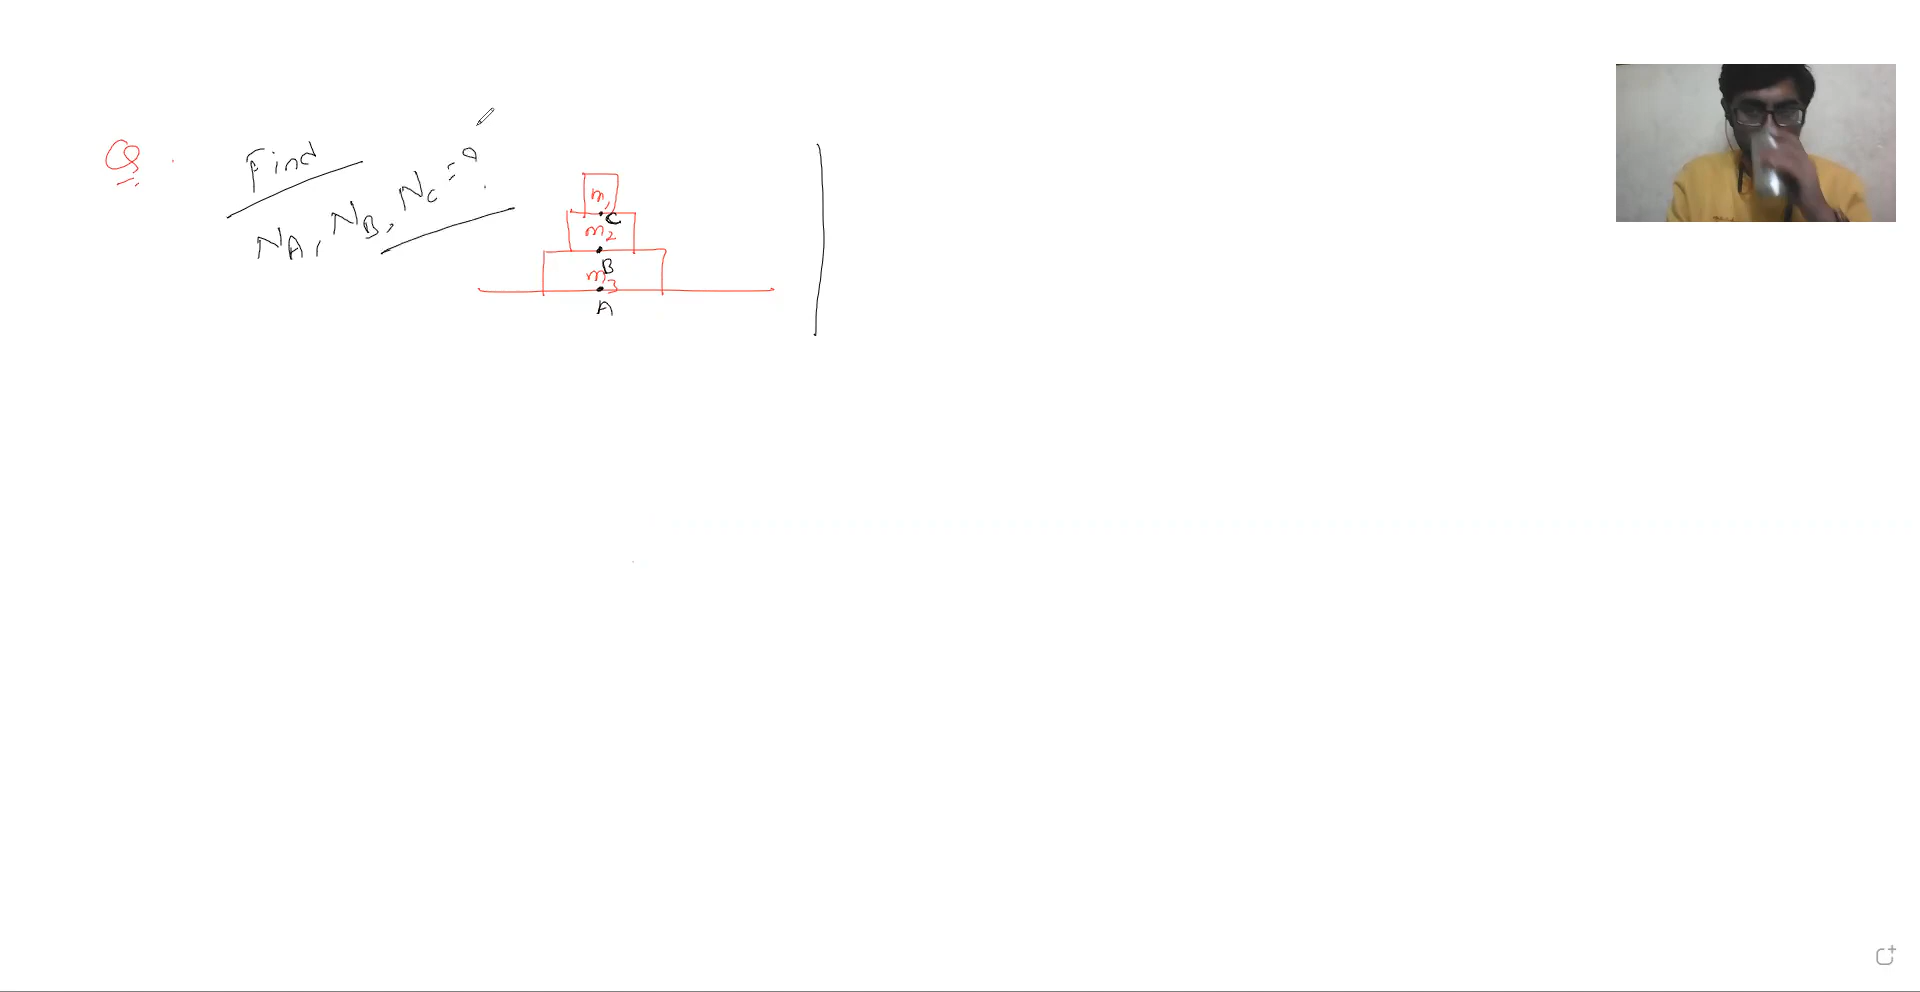 Q.
Find
NA, NB, NC = ?
m1
C
m2
B
m3
A